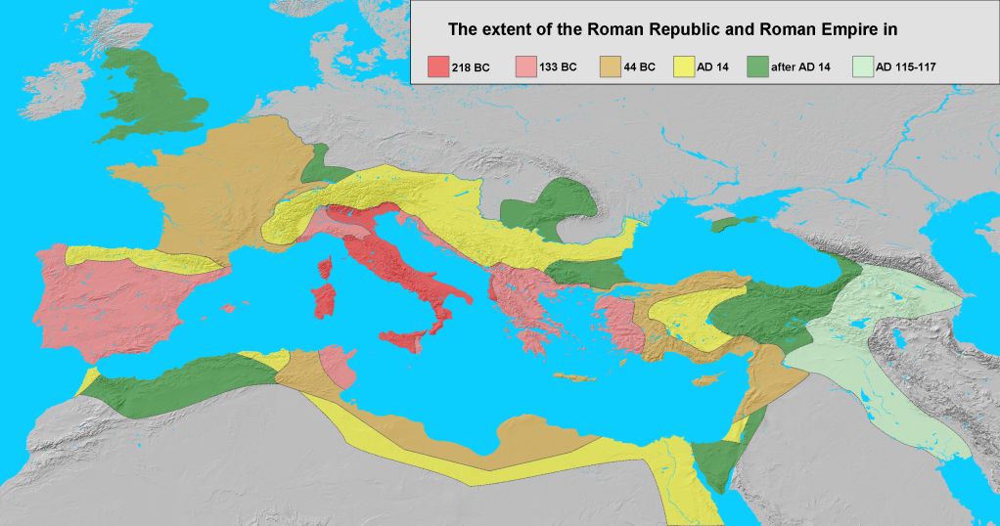 The extent of the Roman Republic and Roman Empire in
218 BC 133 BC 44 BC AD 14 after AD 14 AD 115-117